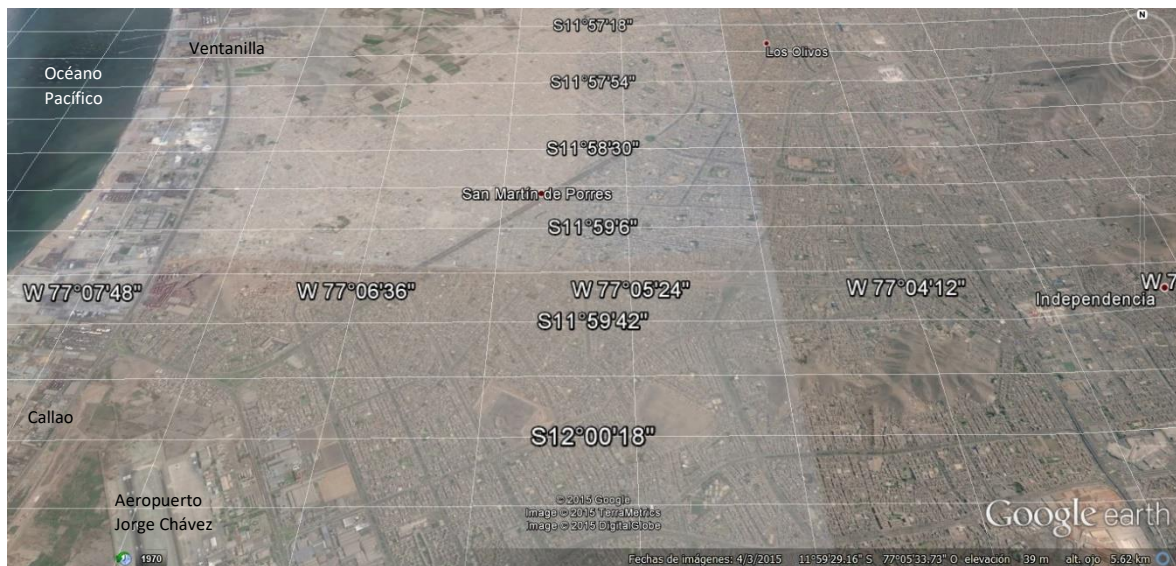 N
S11°57'18"
Ventanilla
Los Olivos
Océano
Pacífico
S11°57'54"
S11°58'30"
San Martín de Porres
S11°59'6"
W 77°07'48" W 77°06'36" W 77°05'24" W 77°04'12" W 7
Independencia
S11°59'42"
Callao
S12°00'18"
Aeropuerto
Jorge Chávez
© 2015 Google
Image © 2015 TerraMetrics
Image © 2015 DigitalGlobe
Google earth
1970
Fechas de imágenes: 4/3/2015 11°59'29.16" S 77°05'33.73" O elevación 39 m alt. ojo 5.62 km